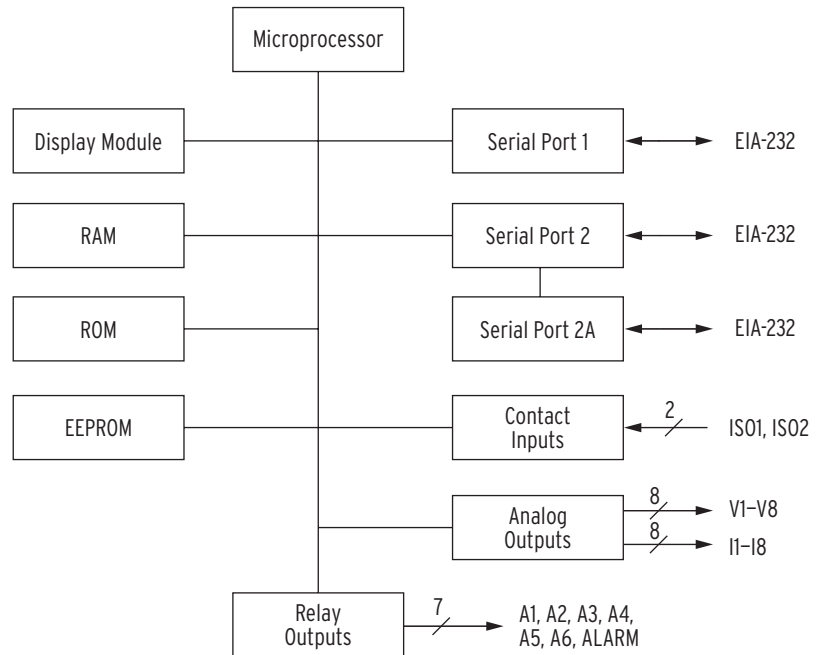 Microprocessor
Display Module
Serial Port 1
EIA-232
RAM
Serial Port 2
EIA-232
ROM
Serial Port 2A
EIA-232
EEPROM
Contact
Inputs
2
ISO1, ISO2
Analog
Outputs
8
V1–V8
8
I1–I8
Relay
Outputs
7
A1, A2, A3, A4,
A5, A6, ALARM